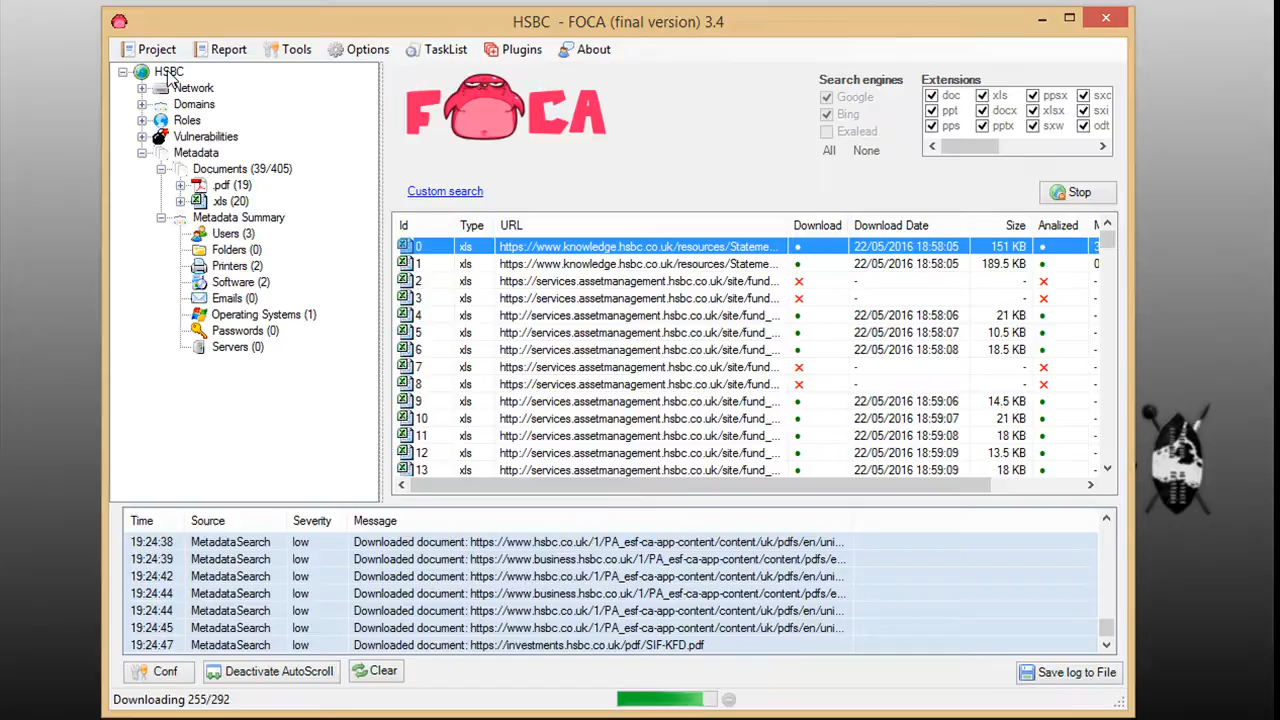 HSBC - FOCA (final version) 3.4
Project Report Tools Options TaskList Plugins About
HSBC
Network
Domains
Roles
Vulnerabilities
Metadata
Documents (39/405)
.pdf (19)
.xls (20)
Metadata Summary
Users (3)
Folders (0)
Printers (2)
Software (2)
Emails (0)
Operating Systems (1)
Passwords (0)
Servers (0)
FOCA
Search engines
Google
Bing
Exalead
All None
Extensions
doc xls ppsx sxc
ppt docx xlsx sxi
pps pptx sxw odt
Custom search
Stop
Id Type URL Download Download Date Size Analized
0 xls https://www.knowledge.hsbc.co.uk/resources/Stateme... 22/05/2016 18:58:05 151 KB
1 xls https://www.knowledge.hsbc.co.uk/resources/Stateme... 22/05/2016 18:58:05 189.5 KB
2 xls https://services.assetmanagement.hsbc.co.uk/site/fund... - -
3 xls https://services.assetmanagement.hsbc.co.uk/site/fund... - -
4 xls http://services.assetmanagement.hsbc.co.uk/site/fund_... 22/05/2016 18:58:06 21 KB
5 xls http://services.assetmanagement.hsbc.co.uk/site/fund_... 22/05/2016 18:58:07 10.5 KB
6 xls http://services.assetmanagement.hsbc.co.uk/site/fund_... 22/05/2016 18:58:08 18.5 KB
7 xls https://services.assetmanagement.hsbc.co.uk/site/fund... - -
8 xls https://services.assetmanagement.hsbc.co.uk/site/fund... - -
9 xls http://services.assetmanagement.hsbc.co.uk/site/fund_... 22/05/2016 18:59:06 14.5 KB
10 xls http://services.assetmanagement.hsbc.co.uk/site/fund_... 22/05/2016 18:59:07 18 KB
11 xls http://services.assetmanagement.hsbc.co.uk/site/fund_... 22/05/2016 18:59:08 18 KB
12 xls http://services.assetmanagement.hsbc.co.uk/site/fund_... 22/05/2016 18:59:09 13.5 KB
13 xls http://services.assetmanagement.hsbc.co.uk/site/fund_... 22/05/2016 18:59:09 18 KB
Time Source Severity Message
19:24:38 MetadataSearch low Downloaded document: https://www.hsbc.co.uk/1/PA_esf-ca-app-content/content/uk/pdfs/en/uni...
19:24:39 MetadataSearch low Downloaded document: https://www.business.hsbc.co.uk/1/PA_esf-ca-app-content/content/pdfs/e...
19:24:42 MetadataSearch low Downloaded document: https://www.hsbc.co.uk/1/PA_esf-ca-app-content/content/uk/pdfs/en/uni...
19:24:44 MetadataSearch low Downloaded document: https://www.business.hsbc.co.uk/1/PA_esf-ca-app-content/content/pdfs/e...
19:24:44 MetadataSearch low Downloaded document: https://www.hsbc.co.uk/1/PA_esf-ca-app-content/content/uk/pdfs/en/uni...
19:24:45 MetadataSearch low Downloaded document: https://www.hsbc.co.uk/1/PA_esf-ca-app-content/content/uk/pdfs/en/uni...
19:24:47 MetadataSearch low Downloaded document: https://investments.hsbc.co.uk/pdf/SIF-KFD.pdf
Conf Deactivate AutoScroll Clear Save log to File
Downloading 255/292